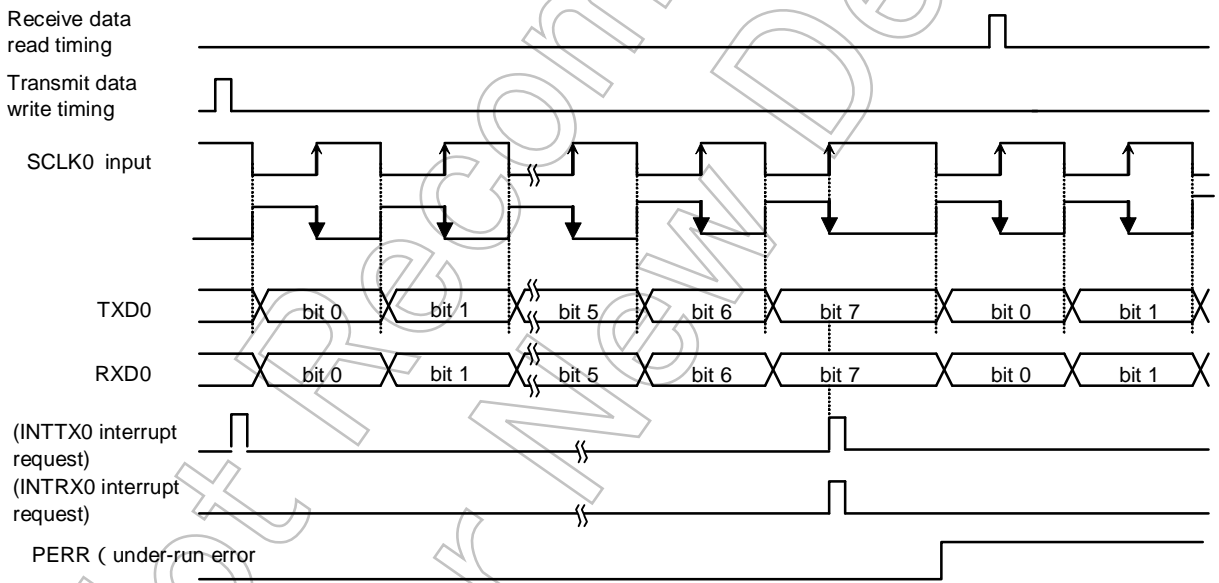 Receive data
read timing
Transmit data
write timing
SCLK0 input
TXD0
bit 0 bit 1 bit 5 bit 6 bit 7 bit 0 bit 1
RXD0
bit 0 bit 1 bit 5 bit 6 bit 7 bit 0 bit 1
(INTTX0 interrupt
request)
(INTRX0 interrupt
request)
PERR ( under-run error